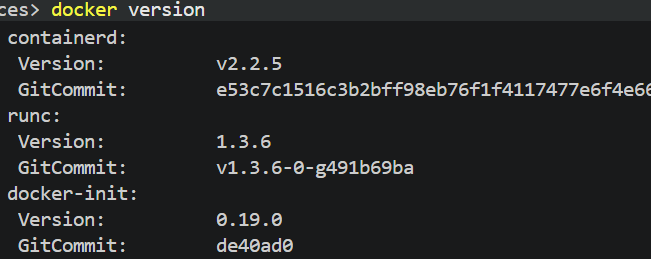 ces> docker version
containerd:
Version: v2.2.5
GitCommit: e53c7c1516c3b2bff98eb76f1f4117477e6f4e66
runc:
Version: 1.3.6
GitCommit: v1.3.6-0-g491b69ba
docker-init:
Version: 0.19.0
GitCommit: de40ad0